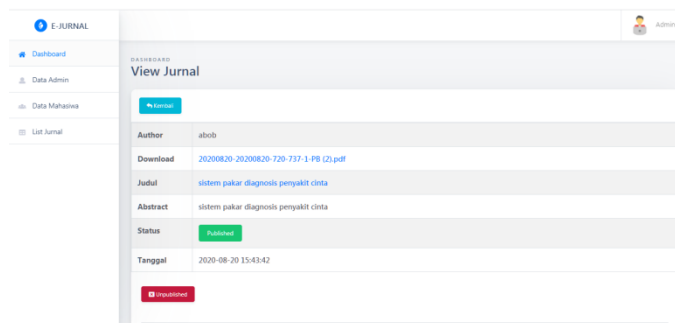 E-JURNAL
Admin
Dashboard
Data Admin
Data Mahasiwa
List Jurnal
DASHBOARD
View Jurnal
Kembali
Author abob
Download 20200820-20200820-720-737-1-PB (2).pdf
Judul sistem pakar diagnosis penyakit cinta
Abstract sistem pakar diagnosis penyakit cinta
Status Published
Tanggal 2020-08-20 15:43:42
Unpublished